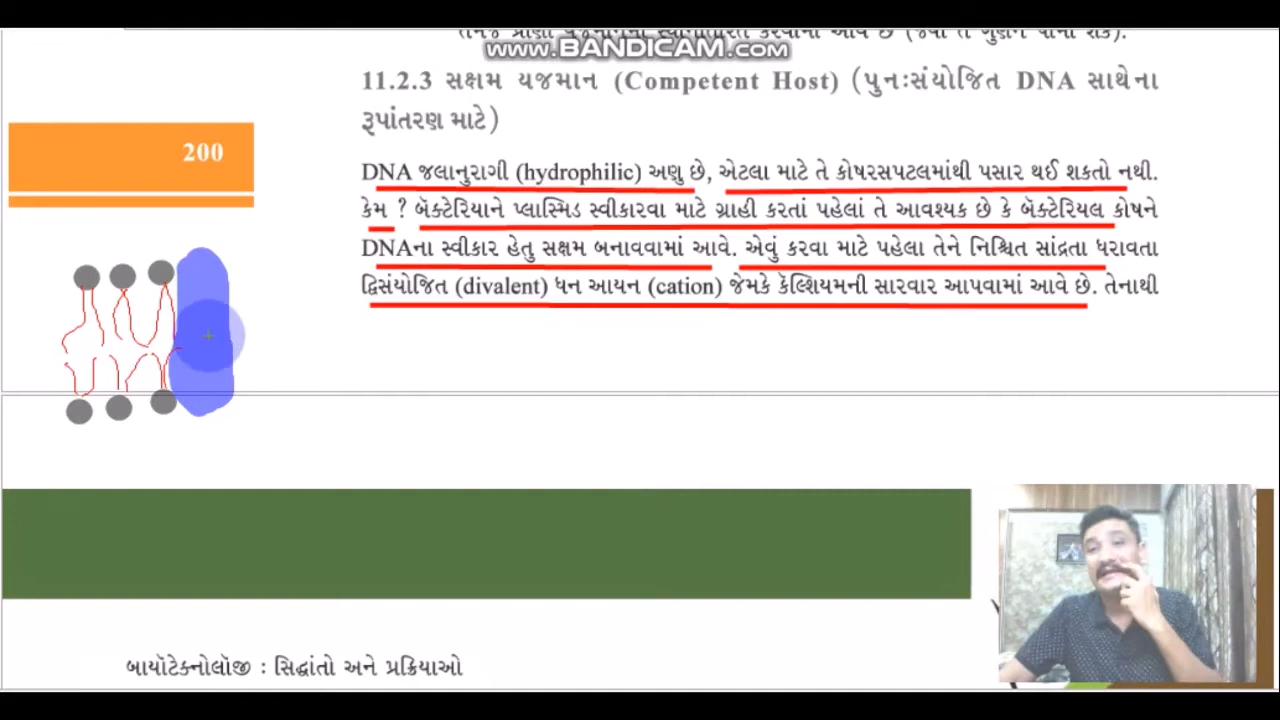 www.BANDICAM.com
11.2.3 સક્ષમ યજમાન (Competent Host) (પુનઃસંયોજિત DNA સાથેના
રૂપાંતરણ માટે)
200
DNA જલાનુરાગી (hydrophilic) અણુ છે, એટલા માટે તે કોષરસપટલમાંથી પસાર થઈ શકતો નથી.
કેમ ? બૅક્ટેરિયાને પ્લાસ્મિડ સ્વીકારવા માટે ગ્રાહી કરતાં પહેલાં તે આવશ્યક છે કે બૅક્ટેરિયલ કોષને
DNAના સ્વીકાર હેતુ સક્ષમ બનાવવામાં આવે. એવું કરવા માટે પહેલા તેને નિશ્ચિત સાંદ્રતા ધરાવતા
દ્વિસંયોજિત (divalent) ધન આયન (cation) જેમકે કૅલ્શિયમની સારવાર આપવામાં આવે છે. તેનાથી
બાયૉટેક્નોલૉજી : સિદ્ધાંતો અને પ્રક્રિયાઓ